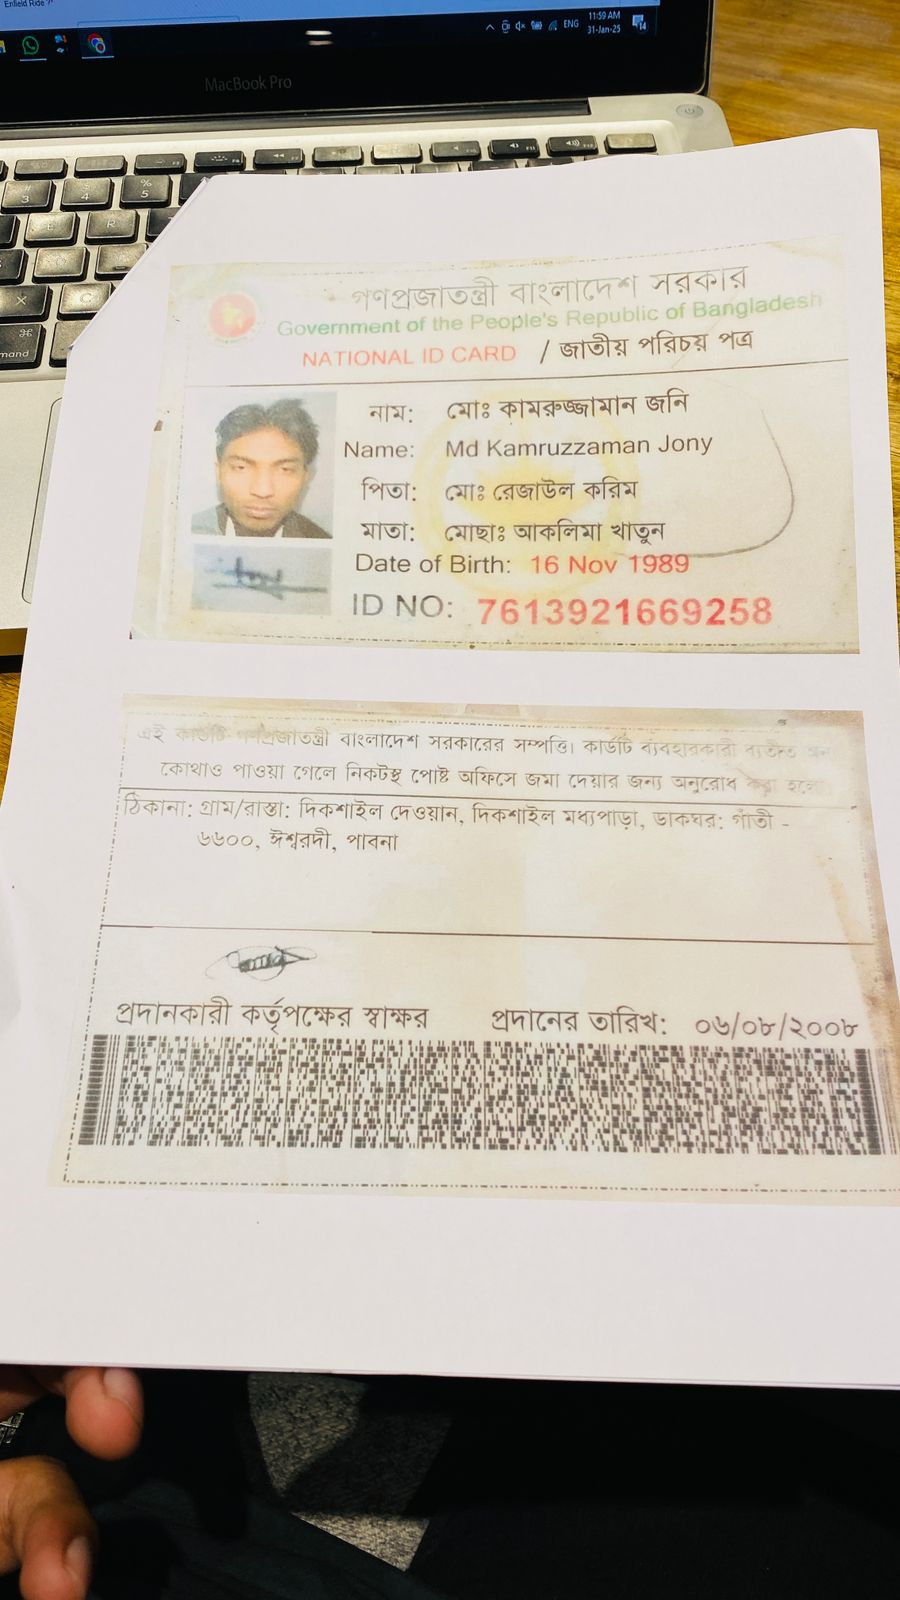 Enfield Ride
ENG
11:59 AM
31-Jan-25
MacBook Pro
গণপ্রজাতন্ত্রী বাংলাদেশ সরকার
Government of the People's Republic of Bangladesh
NATIONAL ID CARD / জাতীয় পরিচয় পত্র
নাম: মোঃ কামরুজ্জামান জনি
Name: Md Kamruzzaman Jony
পিতা: মোঃ রেজাউল করিম
মাতা: মোছাঃ আকলিমা খাতুন
Date of Birth: 16 Nov 1989
ID NO: 7613921669258
এই কার্ডটি গণপ্রজাতন্ত্রী বাংলাদেশ সরকারের সম্পত্তি। কার্ডটি ব্যবহারকারী ব্যতীত
কোথাও পাওয়া গেলে নিকটস্থ পোষ্ট অফিসে জমা দেয়ার জন্য অনুরোধ করা হলো
ঠিকানা: গ্রাম/রাস্তা: দিকশাইল দেওয়ান, দিকশাইল মধ্যপাড়া, ডাকঘর: গাঁতী -
৬৬০০, ঈশ্বরদী, পাবনা
প্রদানকারী কর্তৃপক্ষের স্বাক্ষর প্রদানের তারিখ: ০৬/০৮/২০০৮